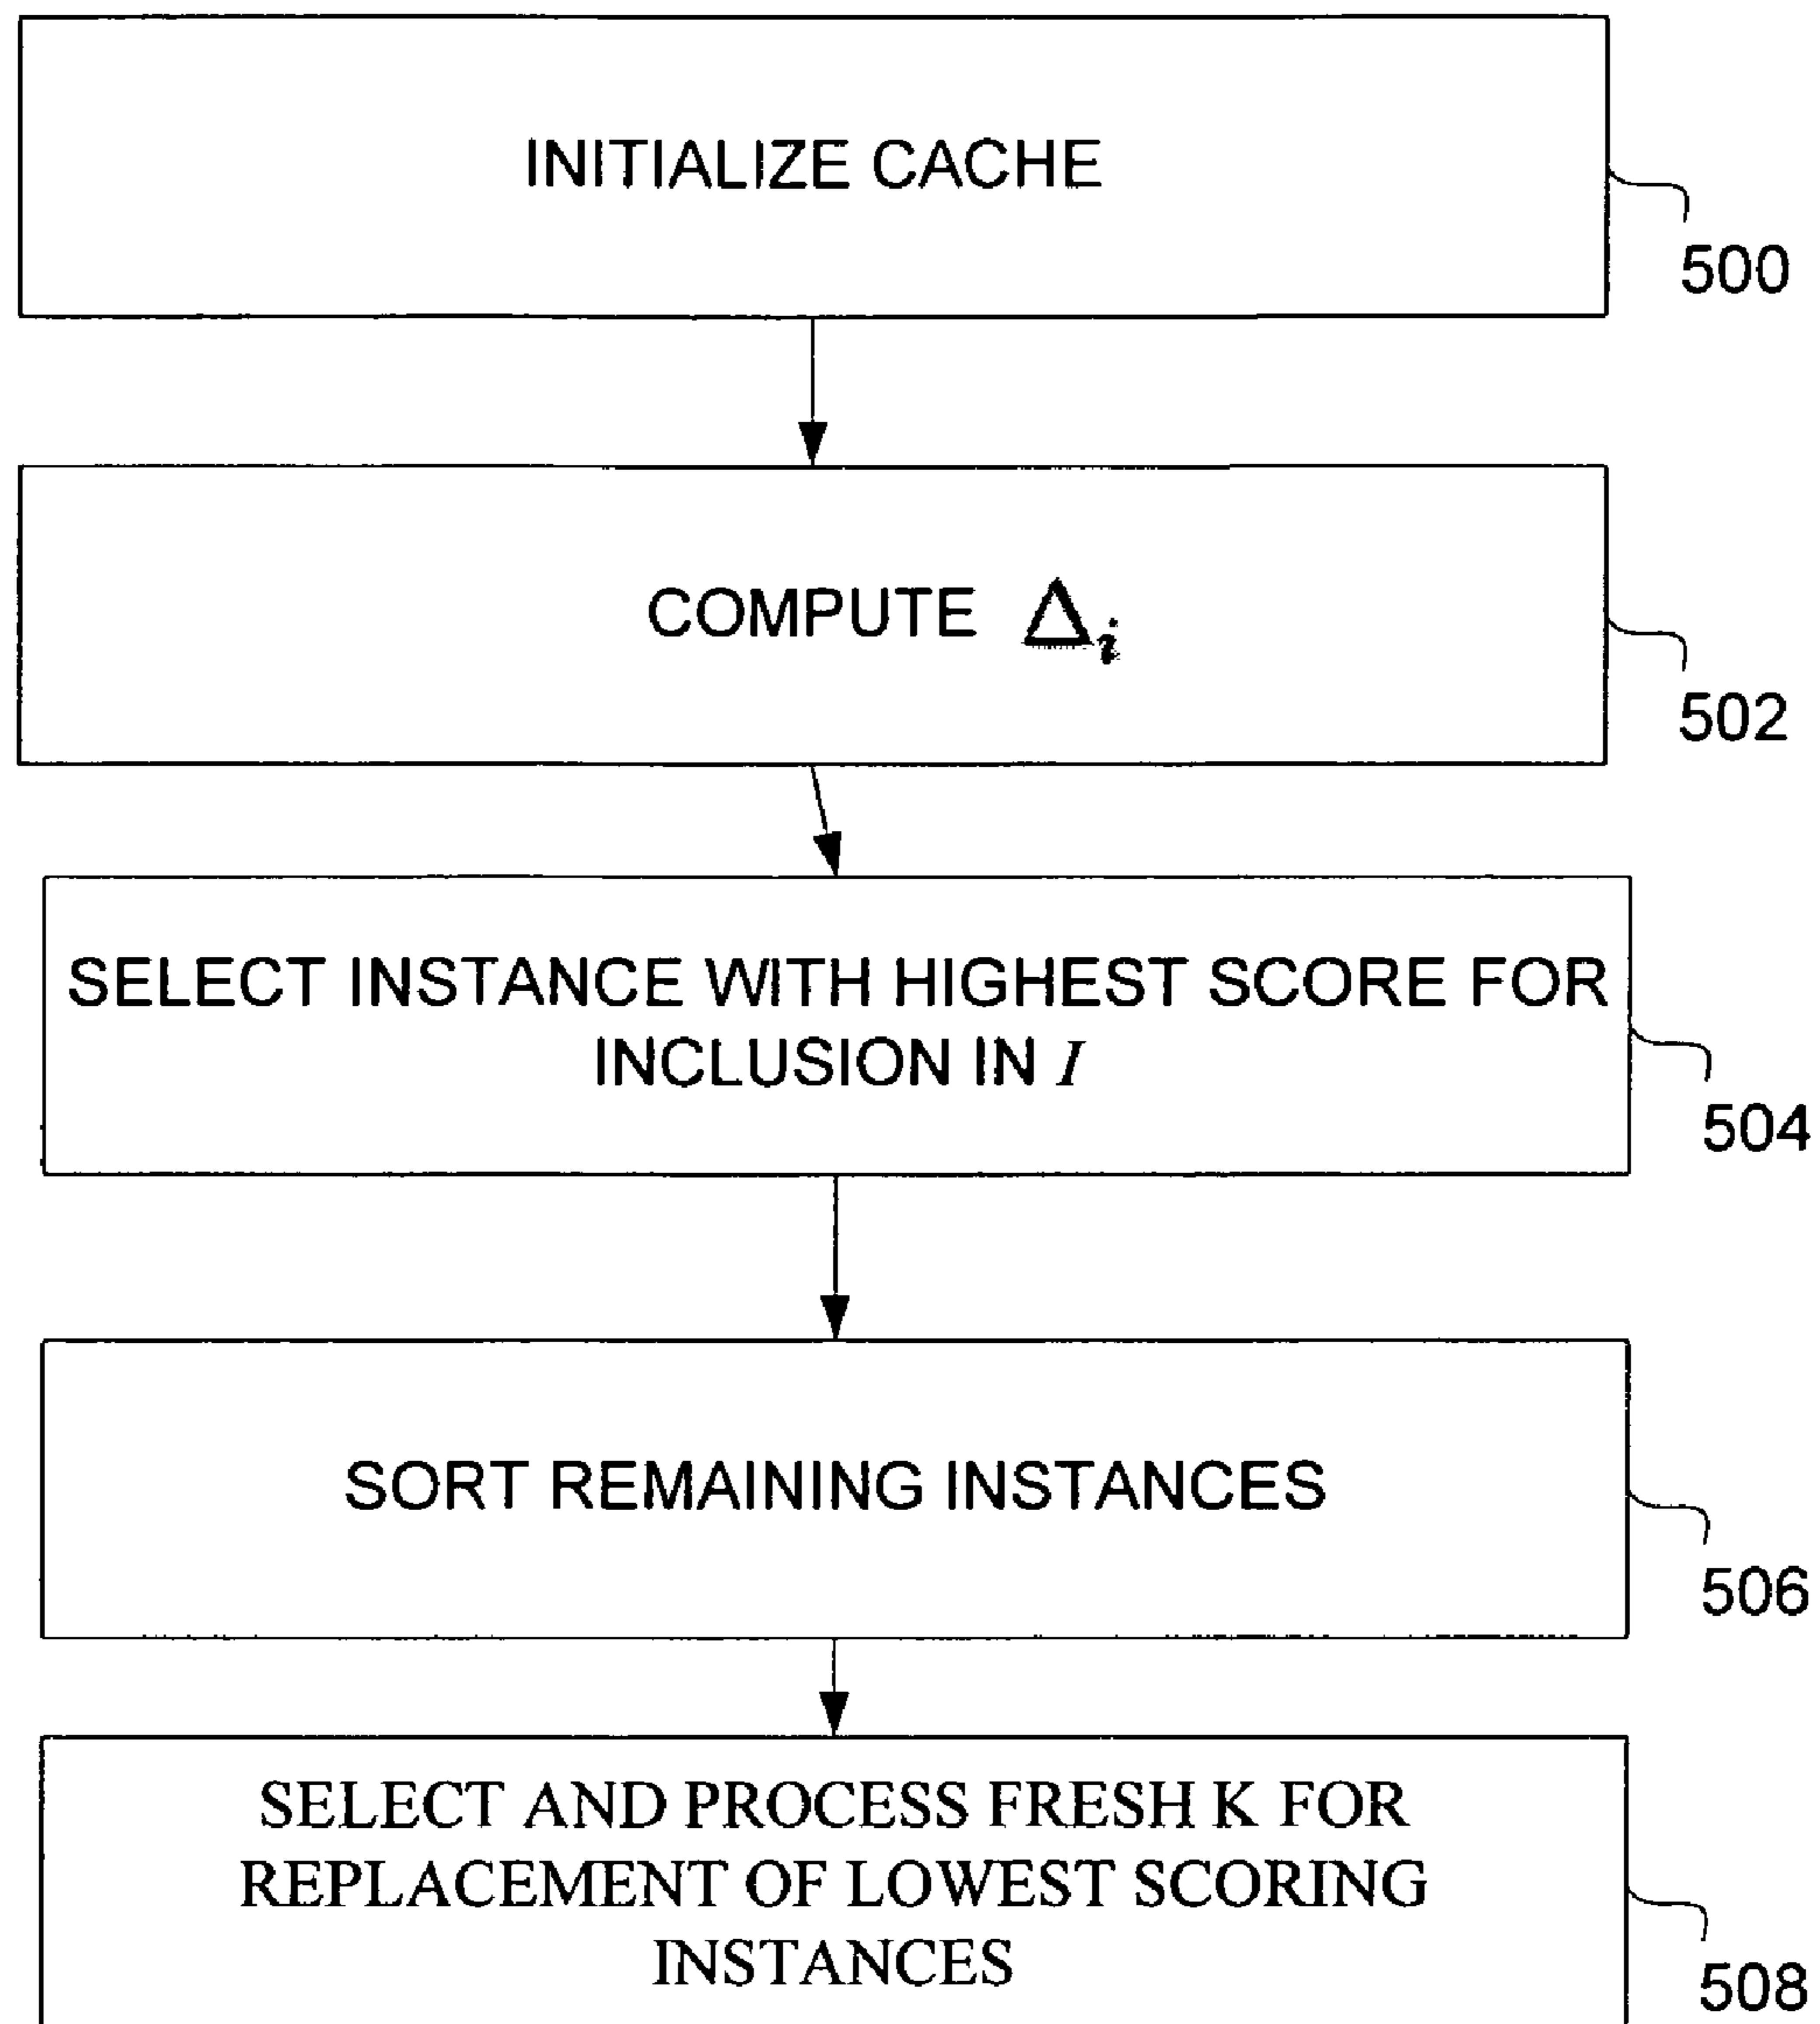 INITIALIZE CACHE
500
COMPUTE Δi
502
SELECT INSTANCE WITH HIGHEST SCORE FOR
INCLUSION IN I
504
SORT REMAINING INSTANCES
506
SELECT AND PROCESS FRESH K FOR
REPLACEMENT OF LOWEST SCORING
INSTANCES
508